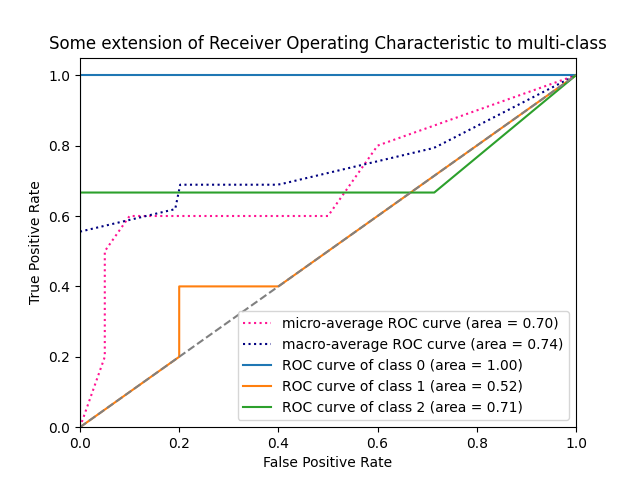 Some extension of Receiver Operating Characteristic to multi-class
1.0
0.8
0.6
0.4
0.2
0.0
True Positive Rate
micro-average ROC curve (area = 0.70)
macro-average ROC curve (area = 0.74)
ROC curve of class 0 (area = 1.00)
ROC curve of class 1 (area = 0.52)
ROC curve of class 2 (area = 0.71)
0.0 0.2 0.4 0.6 0.8 1.0
False Positive Rate